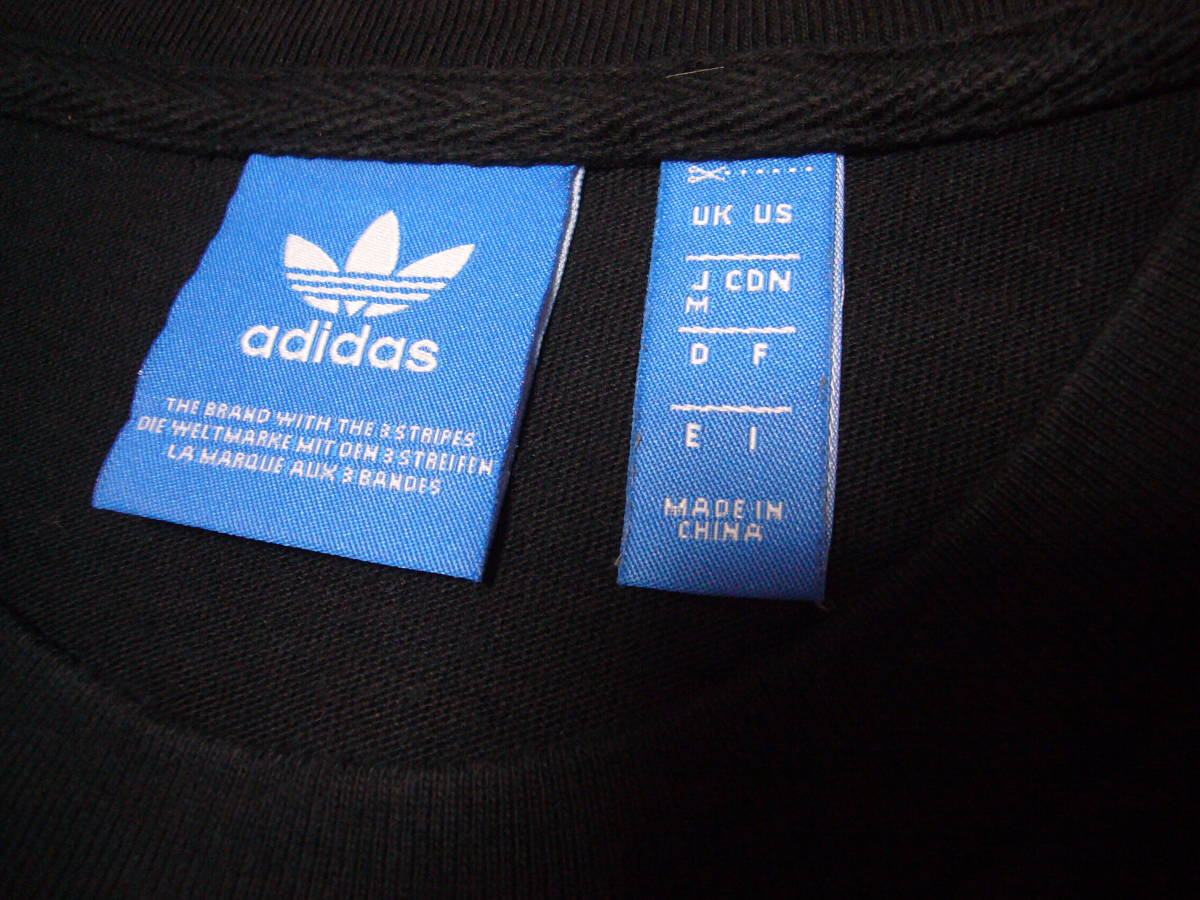 adidas
THE BRAND WITH THE 3 STRIPES
DIE WELTMARKE MIT DEN 3 STREIFEN
LA MARQUE AUX 3 BANDES
UK US
J CDN
M
D F
E I
MADE IN
CHINA